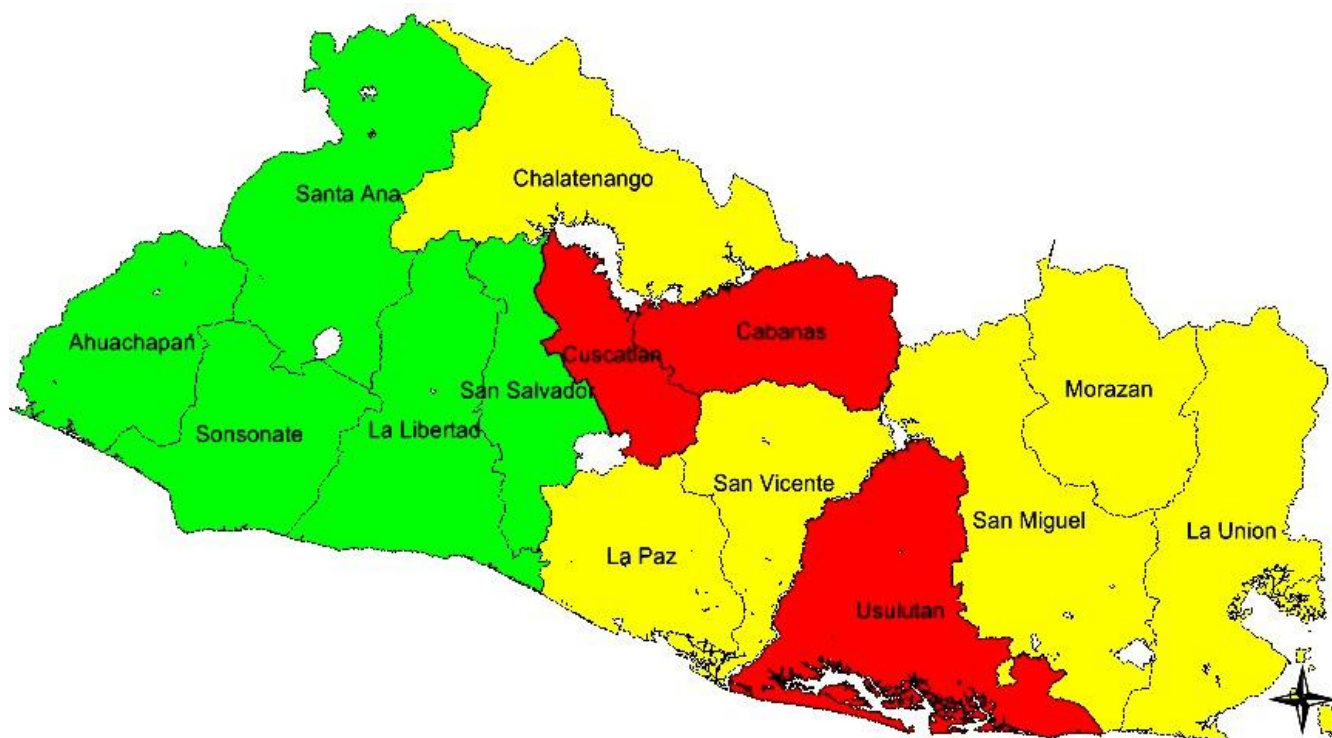 Chalatenango
Santa Ana
Cabanas
Ahuachapan
Cuscatlan
San Salvador
Morazan
La Libertad
Sonsonate
San Vicente
San Miguel
La Union
La Paz
Usulutan